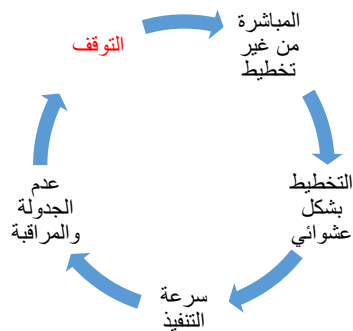 المباشرة
من غير
تخطيط
التخطيط
بشكل
عشوائي
سرعة
التنفيذ
عدم
الجدولة
والمراقبة
التوقف